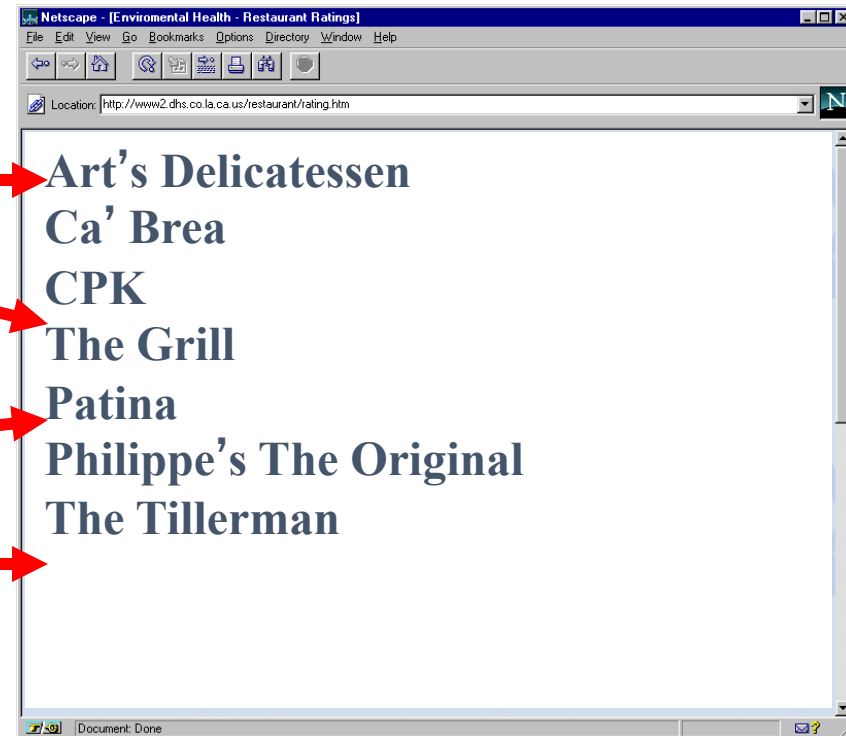 Netscape - [Enviromental Health - Restaurant Ratings]
File Edit View Go Bookmarks Options Directory Window Help
Location: http://www2.dhs.co.la.ca.us/restaurant/rating.htm
N
Art’s Delicatessen
Ca’ Brea
CPK
The Grill
Patina
Philippe’s The Original
The Tillerman
Document: Done